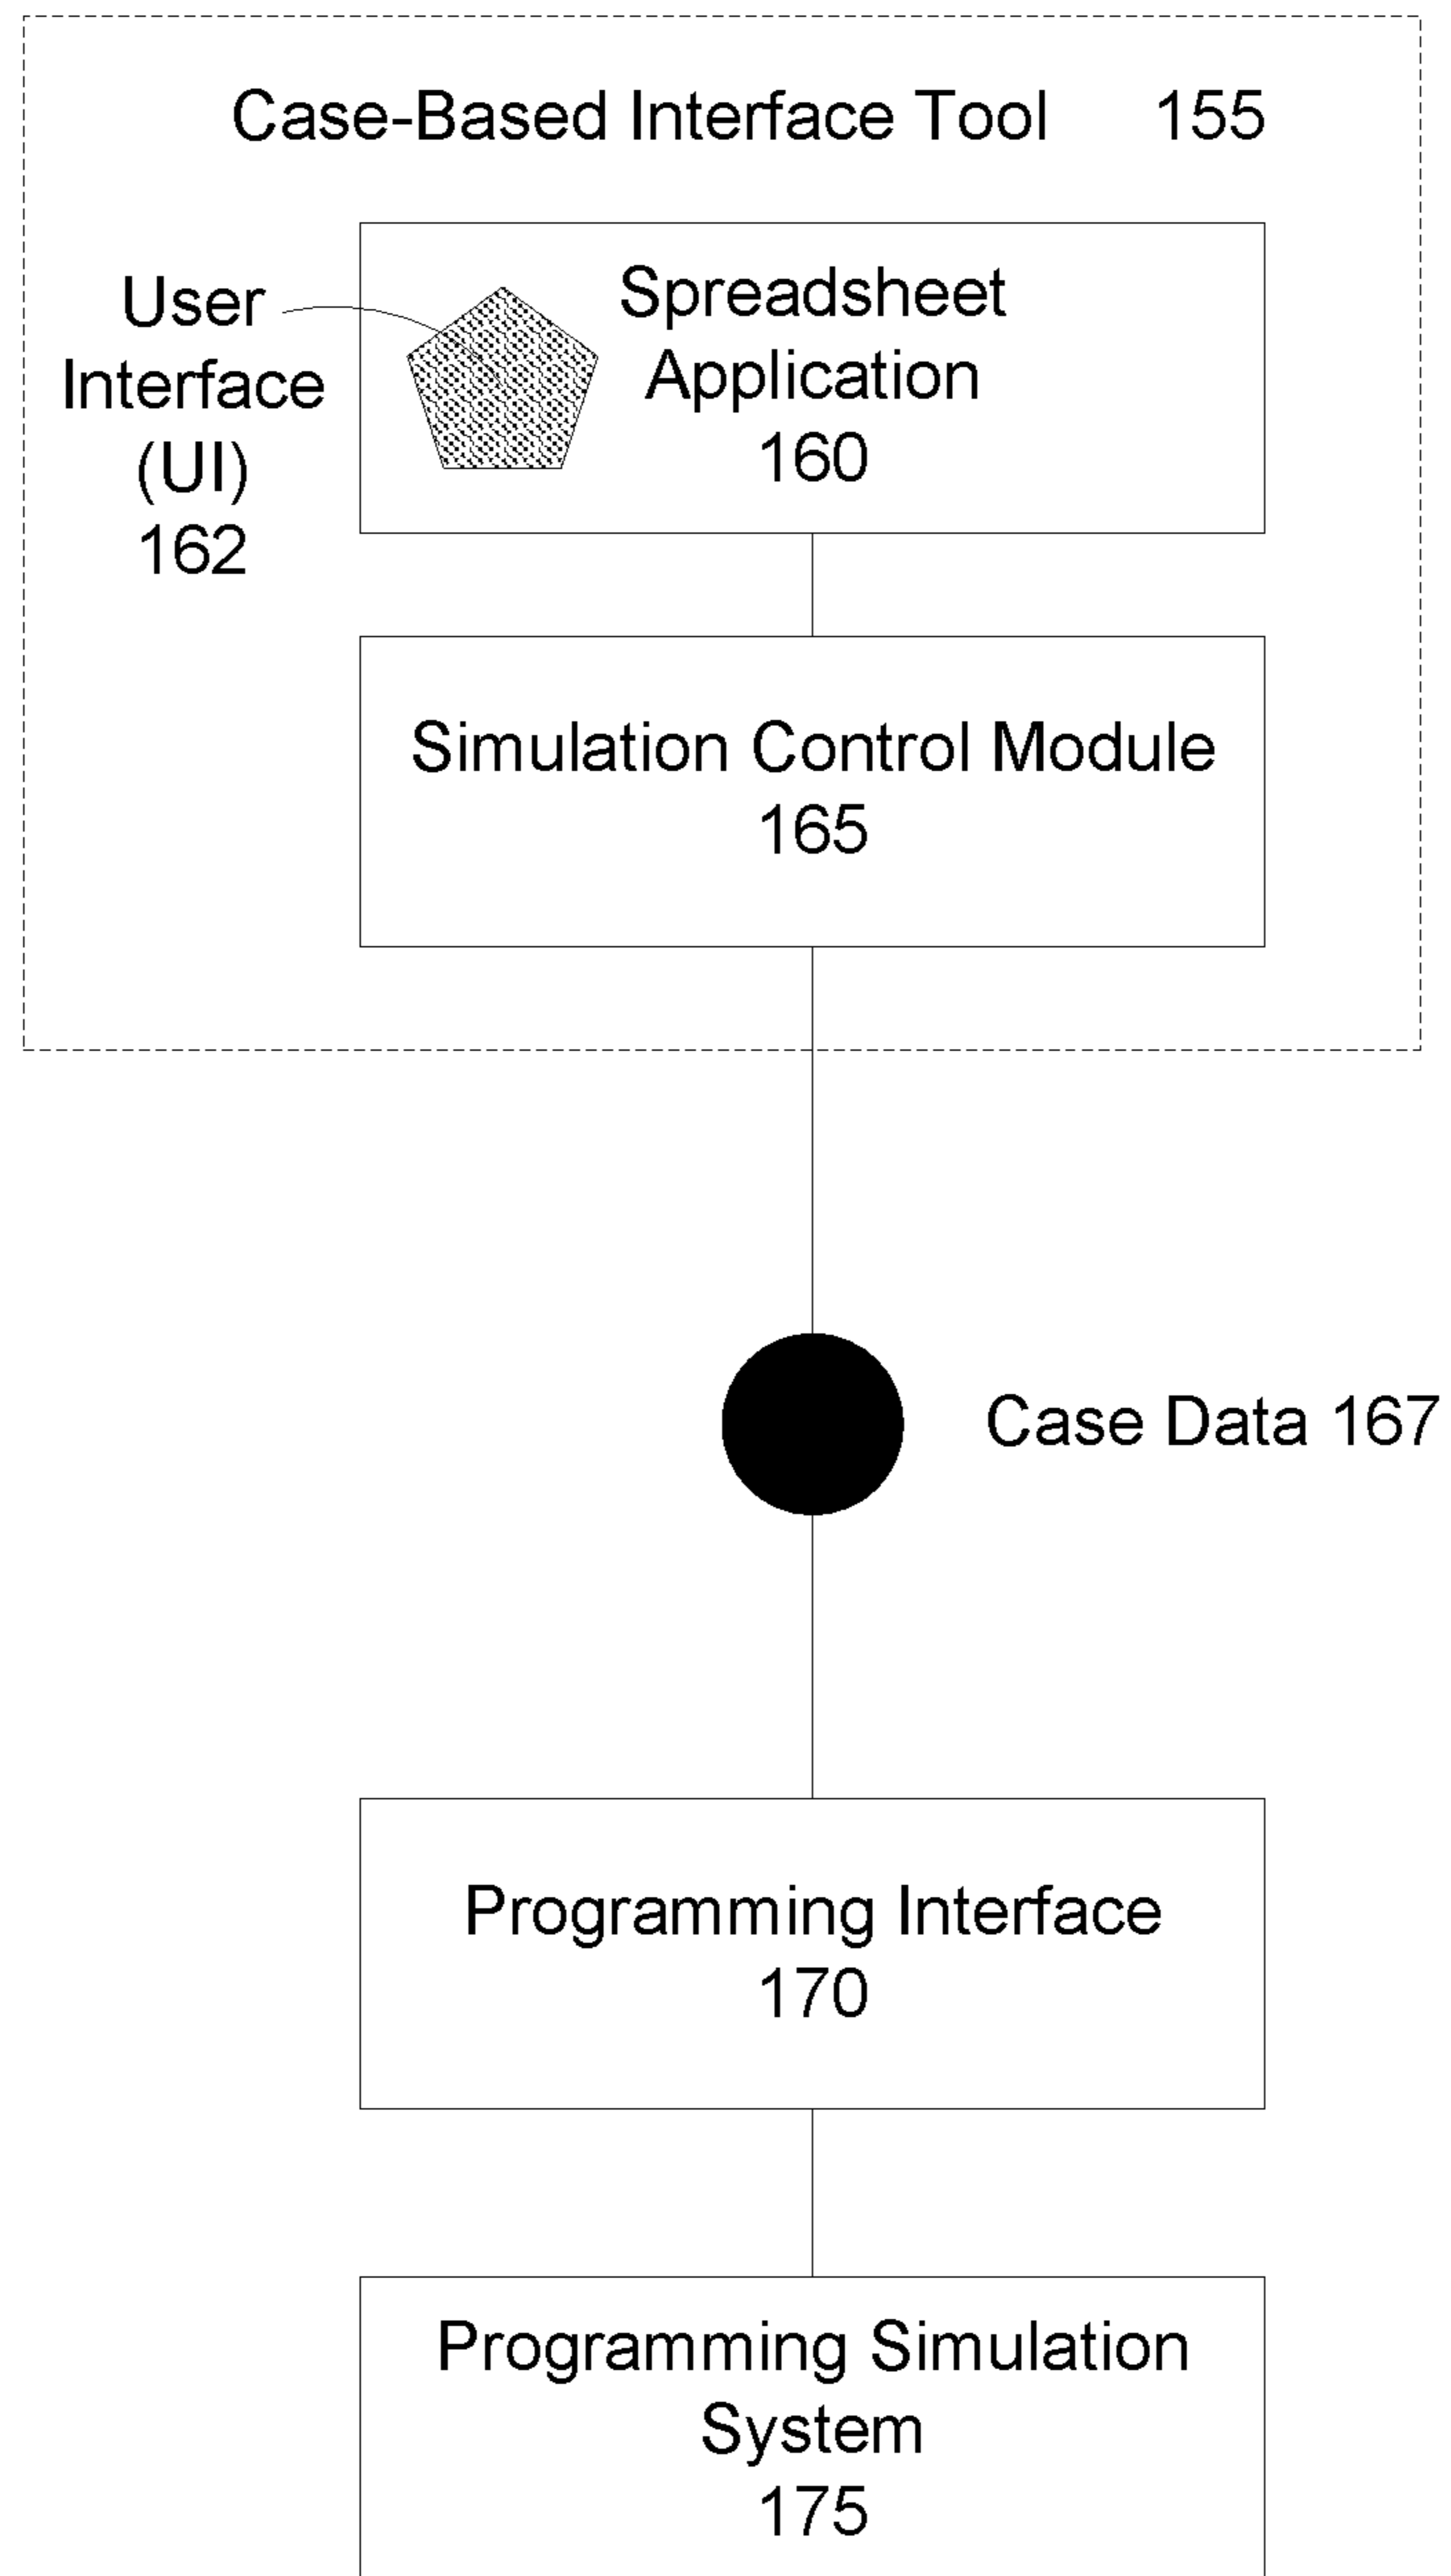 Case-Based Interface Tool 155
User
Interface
(UI)
162
Spreadsheet
Application
160
Simulation Control Module
165
Case Data 167
Programming Interface
170
Programming Simulation
System
175